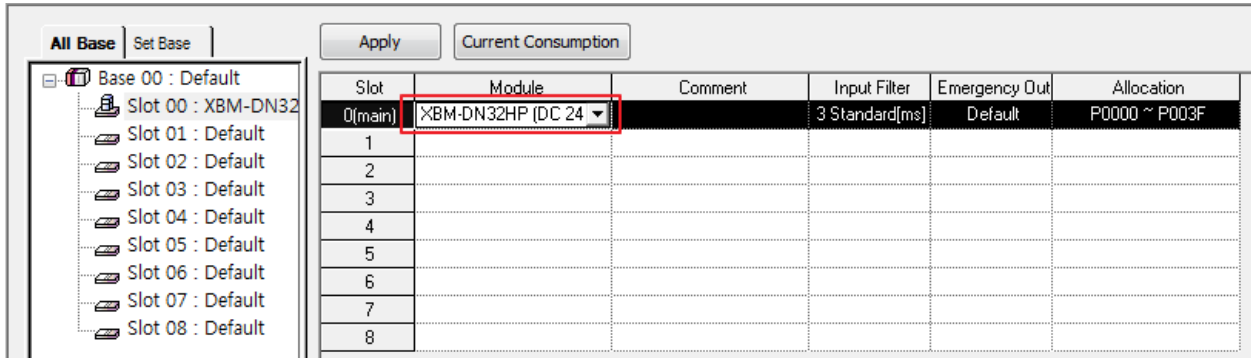 All Base Set Base Apply Current Consumption
Base 00 : Default
Slot 00 : XBM-DN32
Slot 01 : Default
Slot 02 : Default
Slot 03 : Default
Slot 04 : Default
Slot 05 : Default
Slot 06 : Default
Slot 07 : Default
Slot 08 : Default
Slot Module Comment Input Filter Emergency Out Allocation
0(main) XBM-DN32HP (DC 24 3 Standard[ms] Default P0000 ~ P003F
1
2
3
4
5
6
7
8